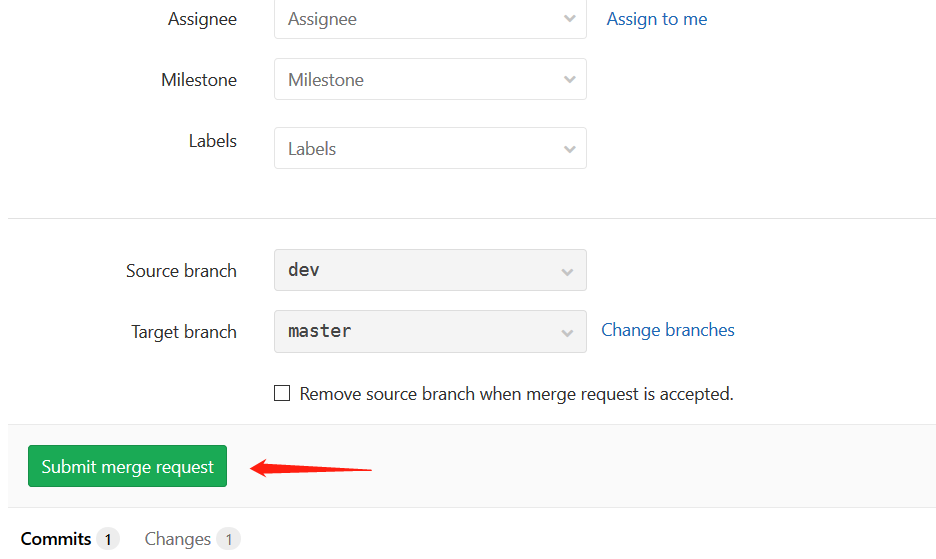 Assignee Assignee Assign to me
Milestone Milestone
Labels Labels
Source branch dev
Target branch master Change branches
Remove source branch when merge request is accepted.
Submit merge request
Commits 1 Changes 1